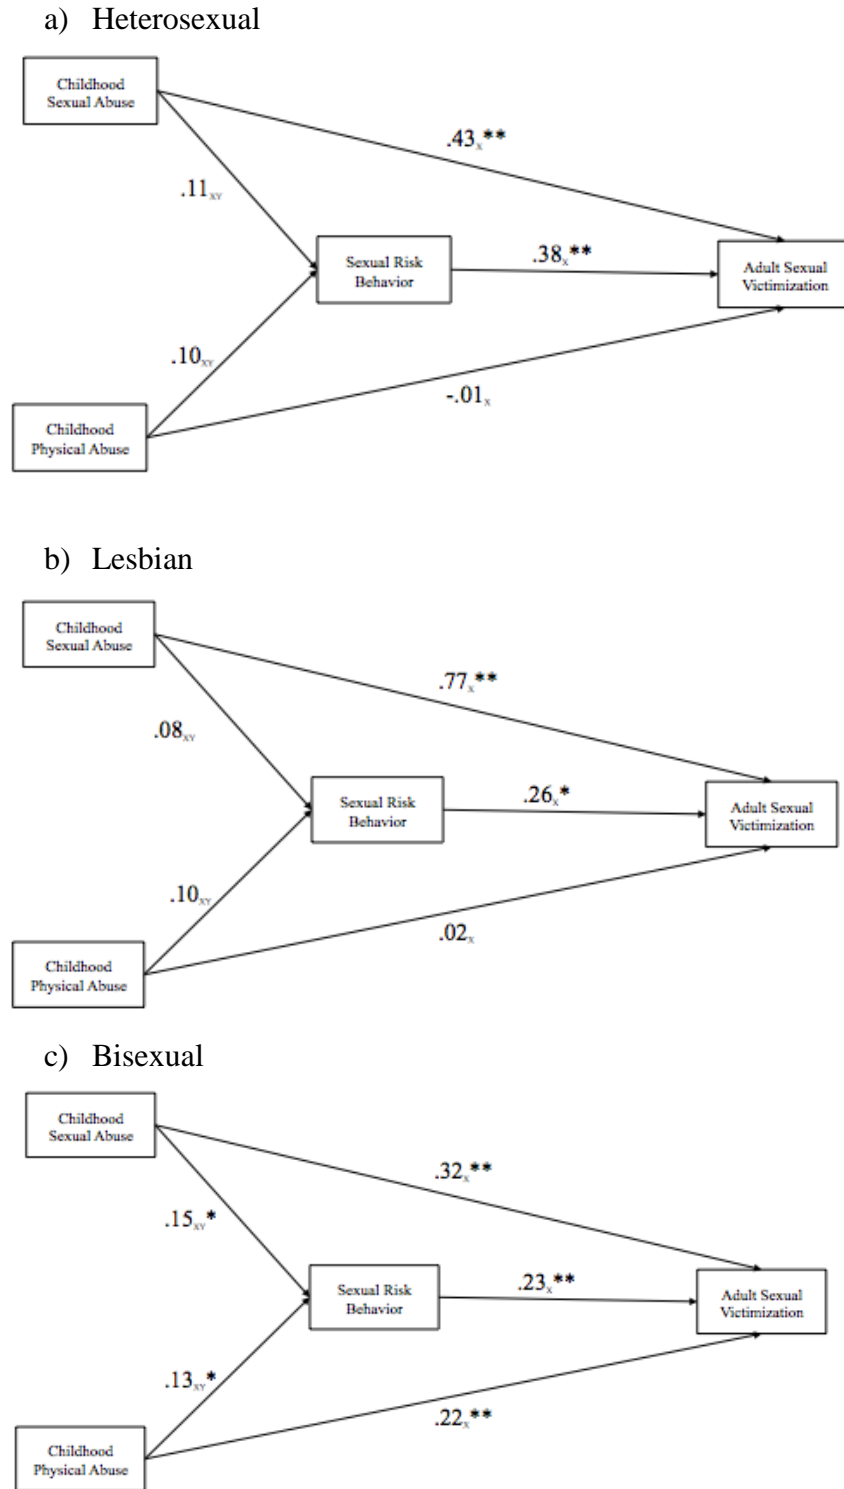 a) Heterosexual
Childhood
Sexual Abuse
.43X**
.11XY
Sexual Risk
Behavior
.38X**
Adult Sexual
Victimization
.10XY
-.01X
Childhood
Physical Abuse
b) Lesbian
Childhood
Sexual Abuse
.77X**
.08XY
Sexual Risk
Behavior
.26X*
Adult Sexual
Victimization
.10XY
.02X
Childhood
Physical Abuse
c) Bisexual
Childhood
Sexual Abuse
.32X**
.15XY*
Sexual Risk
Behavior
.23X**
Adult Sexual
Victimization
.13XY*
.22X**
Childhood
Physical Abuse